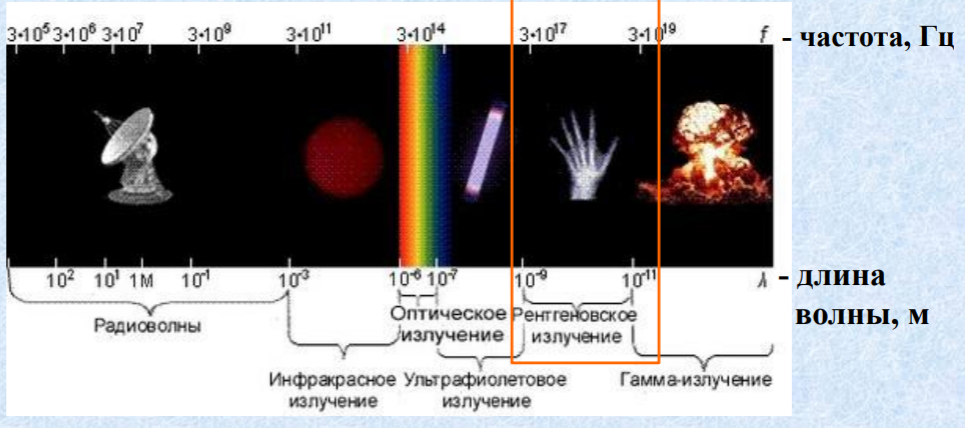 3·10⁵ 3·10⁶ 3·10⁷ 3·10⁹ 3·10¹¹ 3·10¹⁴ 3·10¹⁷ 3·10¹⁹ f - частота, Гц
10² 10¹ 1М 10⁻¹ 10⁻³ 10⁻⁶ 10⁻⁷ 10⁻⁹ 10⁻¹¹ λ - длина
волны, м
Радиоволны
Оптическое
излучение
Рентгеновское
излучение
Инфракрасное
излучение
Ультрафиолетовое
излучение
Гамма-излучение